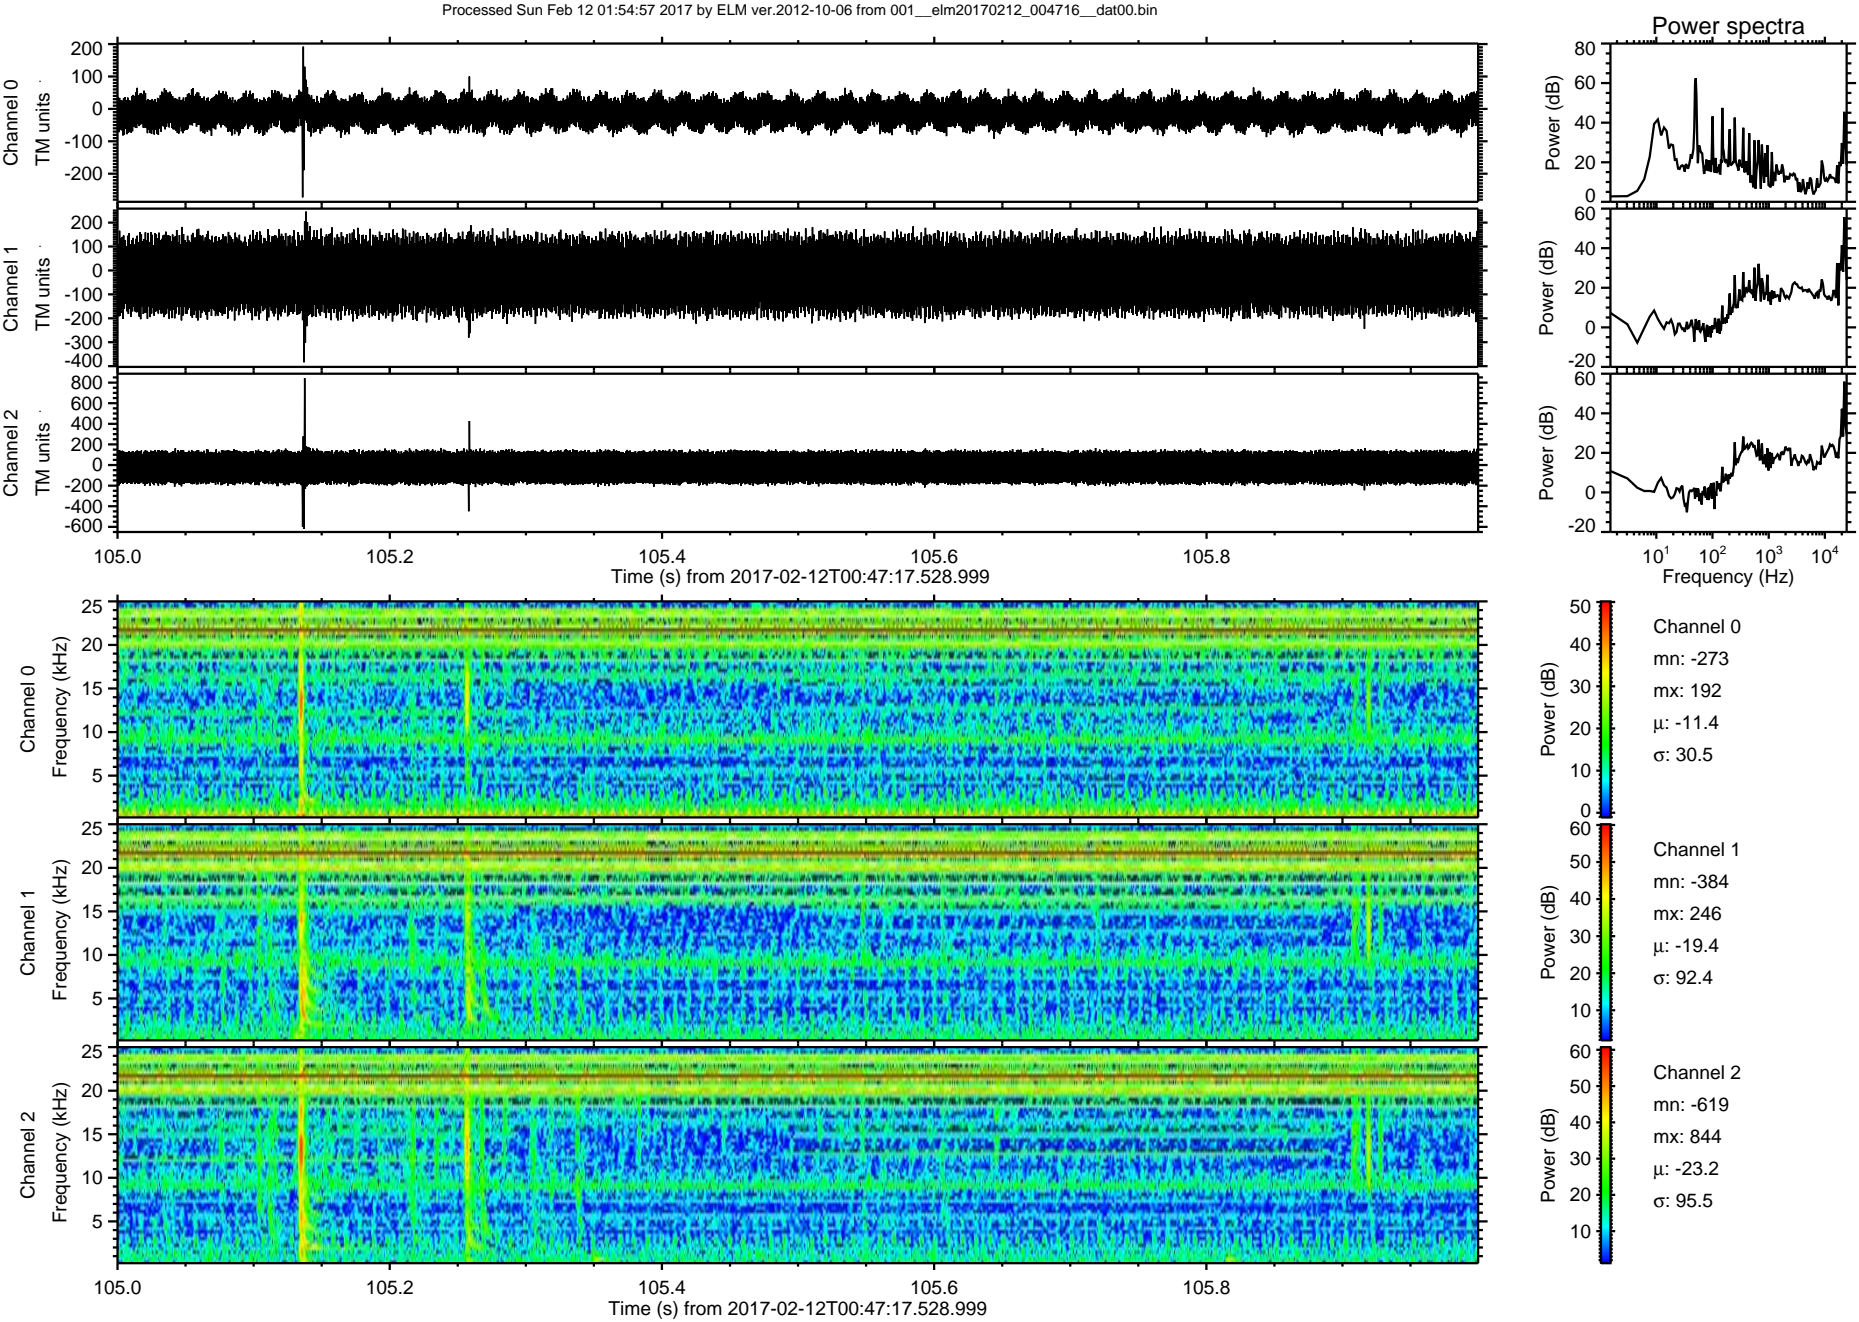 Processed Sun Feb 12 01:54:57 2017 by ELM ver.2012-10-06 from 001__elm20170212_004716__dat00.bin
Power spectra
Channel 0
TM units
200
100
0
-100
-200
Power (dB)
80
60
40
20
0
Channel 1
TM units
200
100
0
-100
-200
-300
-400
Power (dB)
60
40
20
0
-20
Channel 2
TM units
800
600
400
200
0
-200
-400
-600
Power (dB)
60
40
20
0
-20
105.0 105.2 105.4 105.6 105.8
Time (s) from 2017-02-12T00:47:17.528.999
10¹ 10² 10³ 10⁴
Frequency (Hz)
Channel 0
Frequency (kHz)
25
20
15
10
5
Power (dB)
50
40
30
20
10
0
Channel 0
mn: -273
mx: 192
μ: -11.4
σ: 30.5
Channel 1
Frequency (kHz)
25
20
15
10
5
Power (dB)
60
50
40
30
20
10
Channel 1
mn: -384
mx: 246
μ: -19.4
σ: 92.4
Channel 2
Frequency (kHz)
25
20
15
10
5
Power (dB)
60
50
40
30
20
10
Channel 2
mn: -619
mx: 844
μ: -23.2
σ: 95.5
105.0 105.2 105.4 105.6 105.8
Time (s) from 2017-02-12T00:47:17.528.999